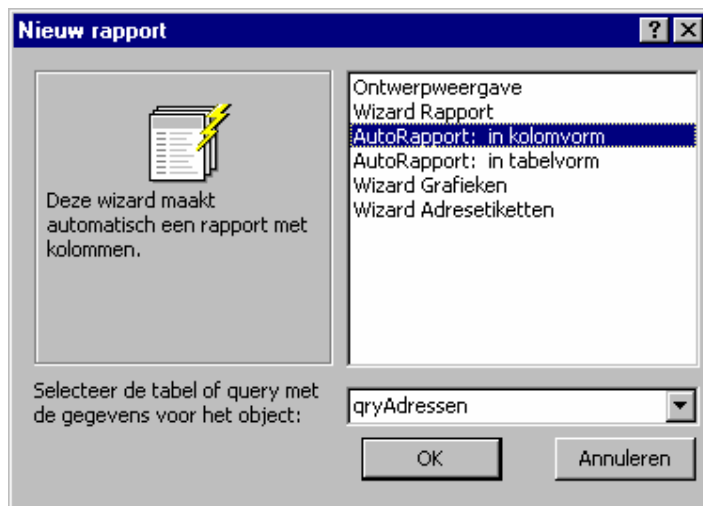 Nieuw rapport
Deze wizard maakt
automatisch een rapport met
kolommen.
Ontwerpweergave
Wizard Rapport
AutoRapport: in kolomvorm
AutoRapport: in tabelvorm
Wizard Grafieken
Wizard Adresetiketten
Selecteer de tabel of query met
de gegevens voor het object:
qryAdressen
OK
Annuleren